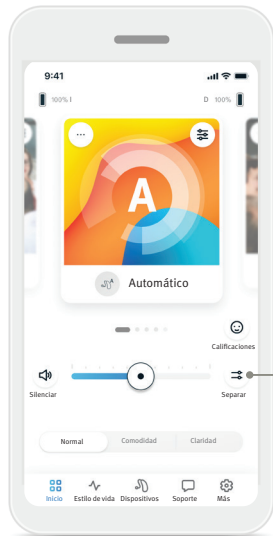 9:41
100% I
D 100%
A
Automático
Calificaciones
Silenciar
Separar
Normal Comodidad Claridad
Inicio Estilo de vida Dispositivos Soporte Más